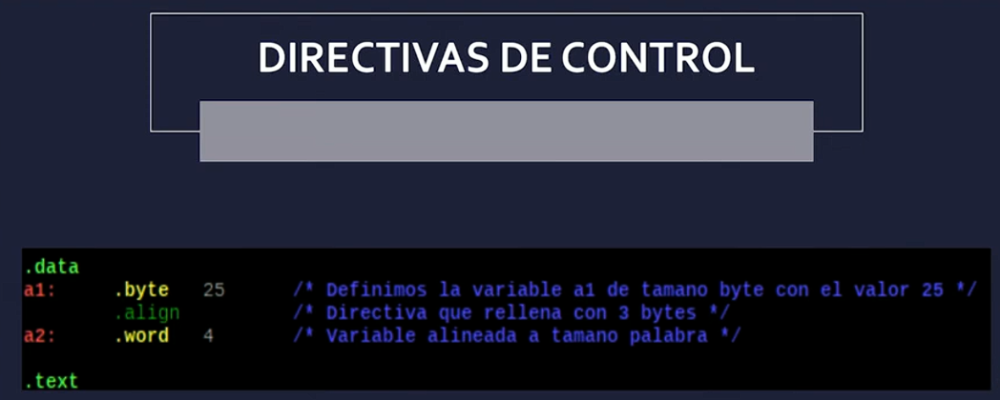 DIRECTIVAS DE CONTROL
.data
a1: .byte 25 /* Definimos la variable a1 de tamano byte con el valor 25 */
.align /* Directiva que rellena con 3 bytes */
a2: .word 4 /* Variable alineada a tamano palabra */
.text